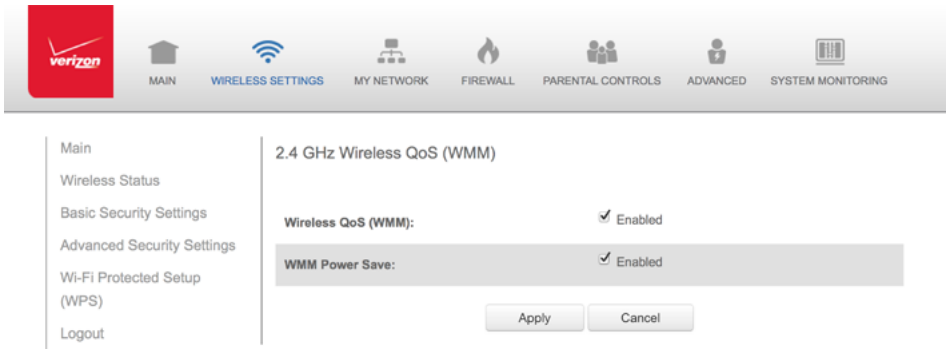 verizon
MAIN
WIRELESS SETTINGS
MY NETWORK
FIREWALL
PARENTAL CONTROLS
ADVANCED
SYSTEM MONITORING
Main
Wireless Status
Basic Security Settings
Advanced Security Settings
Wi-Fi Protected Setup
(WPS)
Logout
2.4 GHz Wireless QoS (WMM)
Wireless QoS (WMM): Enabled
WMM Power Save: Enabled
Apply Cancel